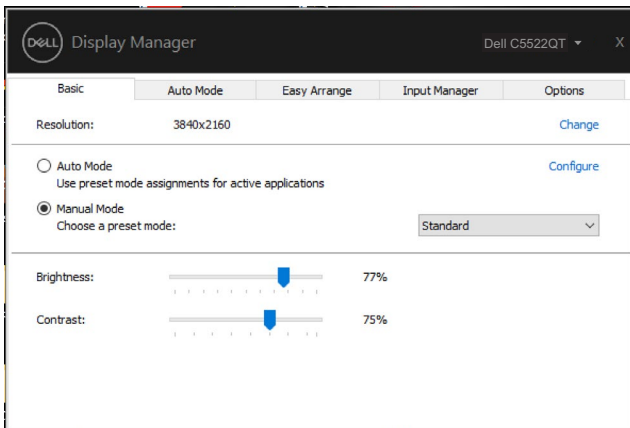 DELL Display Manager Dell C5522QT X
Basic Auto Mode Easy Arrange Input Manager Options
Resolution: 3840x2160 Change
Auto Mode Configure
Use preset mode assignments for active applications
Manual Mode
Choose a preset mode: Standard
Brightness: 77%
Contrast: 75%